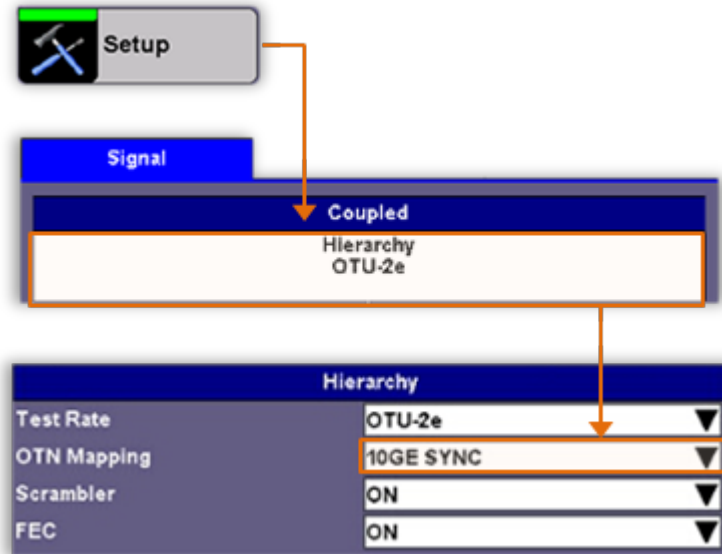 Setup
Signal
Coupled
Hierarchy
OTU-2e
Hierarchy
Test Rate OTU-2e
OTN Mapping 10GE SYNC
Scrambler ON
FEC ON